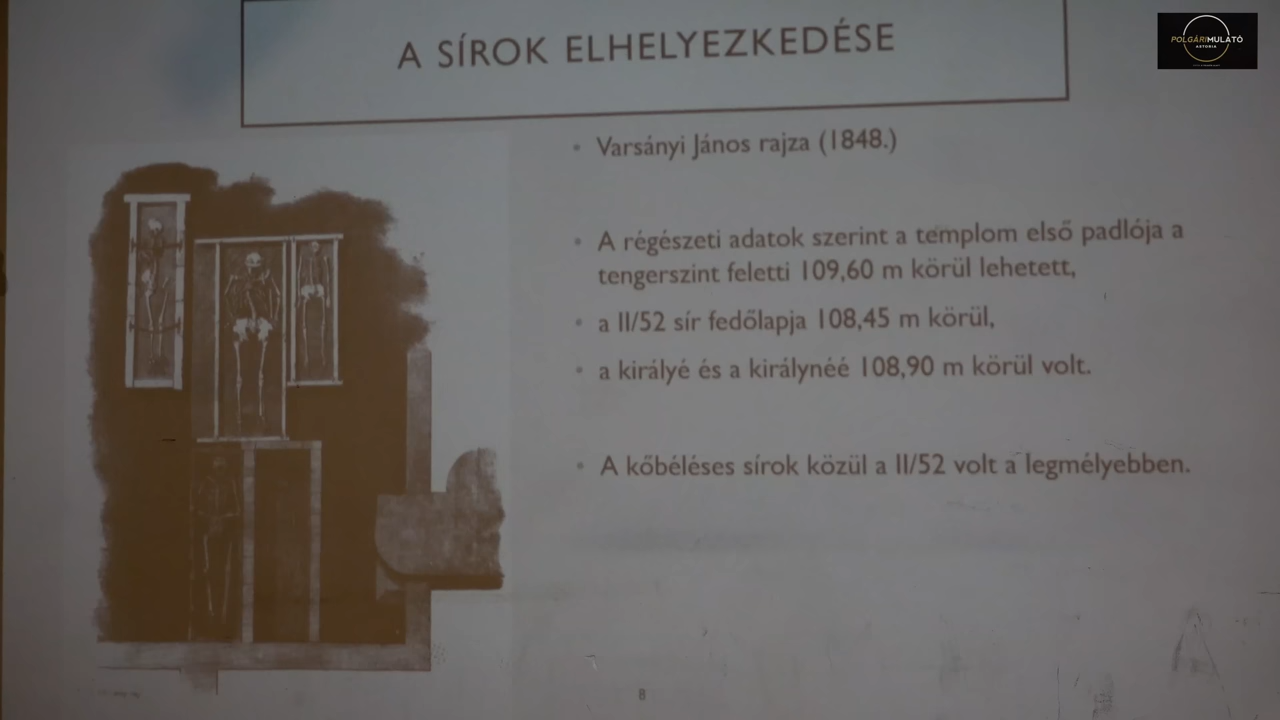 POLGÁRIMULATÓ
ASTORIA
A SÍROK ELHELYEZKEDÉSE
• Varsányi János rajza (1848.)
• A régészeti adatok szerint a templom első padlója a
tengerszint feletti 109,60 m körül lehetett,
• a II/52 sír fedőlapja 108,45 m körül,
• a királyé és a királynéé 108,90 m körül volt.
• A kőbéléses sírok közül a II/52 volt a legmélyebben.
8